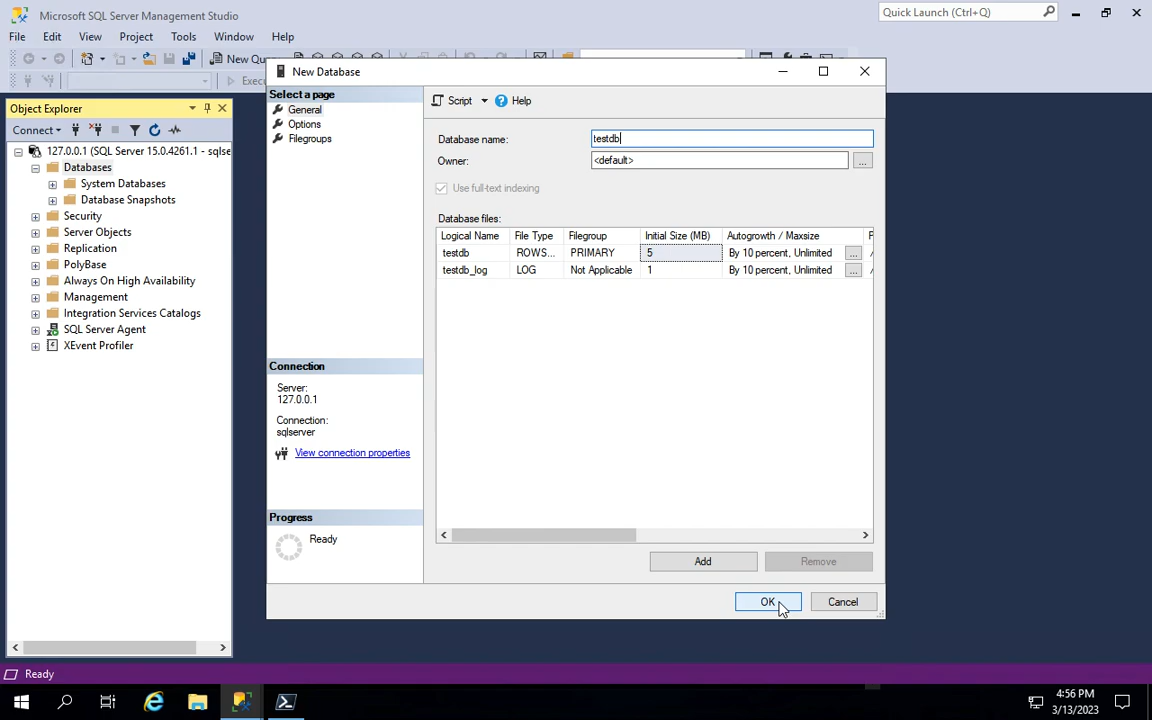 Microsoft SQL Server Management Studio
Quick Launch (Ctrl+Q)
File Edit View Project Tools Window Help
New Qu
Execu
New Database
Object Explorer
Connect
127.0.0.1 (SQL Server 15.0.4261.1 - sqlse
Databases
System Databases
Database Snapshots
Security
Server Objects
Replication
PolyBase
Always On High Availability
Management
Integration Services Catalogs
SQL Server Agent
XEvent Profiler
Select a page
General
Options
Filegroups
Connection
Server:
127.0.0.1
Connection:
sqlserver
View connection properties
Progress
Ready
Script Help
Database name: testdb
Owner: <default> ...
Use full-text indexing
Database files:
Logical Name File Type Filegroup Initial Size (MB) Autogrowth / Maxsize P
testdb ROWS... PRIMARY 5 By 10 percent, Unlimited ... /
testdb_log LOG Not Applicable 1 By 10 percent, Unlimited ... /
Add Remove
OK Cancel
Ready
4:56 PM
3/13/2023